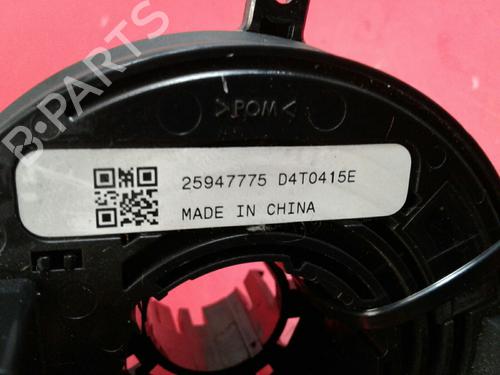 B-PARTS
>POM<
25947775 D4T0415E
MADE IN CHINA